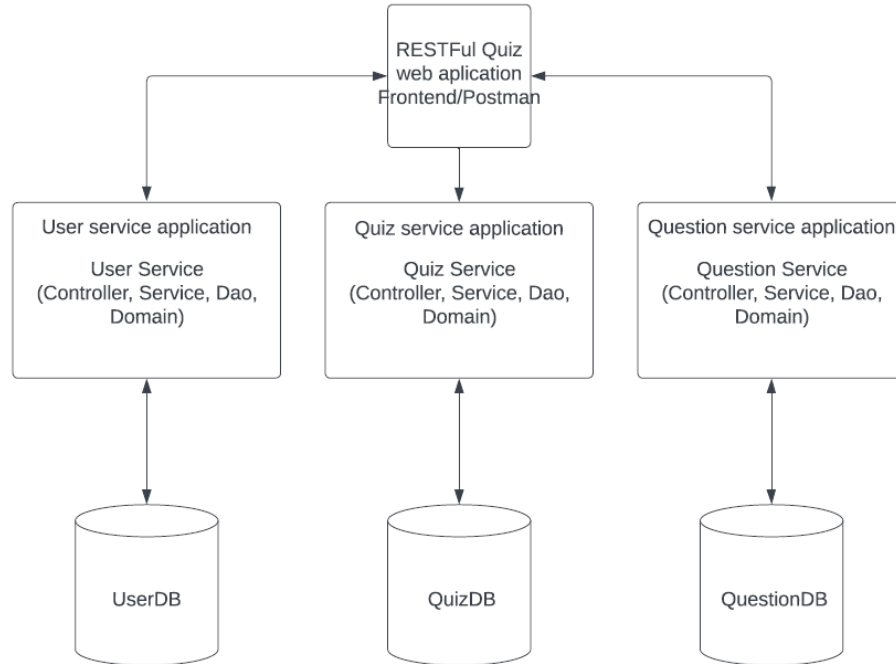 RESTFul Quiz
web aplication
Frontend/Postman
User service application
User Service
(Controller, Service, Dao,
Domain)
Quiz service application
Quiz Service
(Controller, Service, Dao,
Domain)
Question service application
Question Service
(Controller, Service, Dao,
Domain)
UserDB
QuizDB
QuestionDB